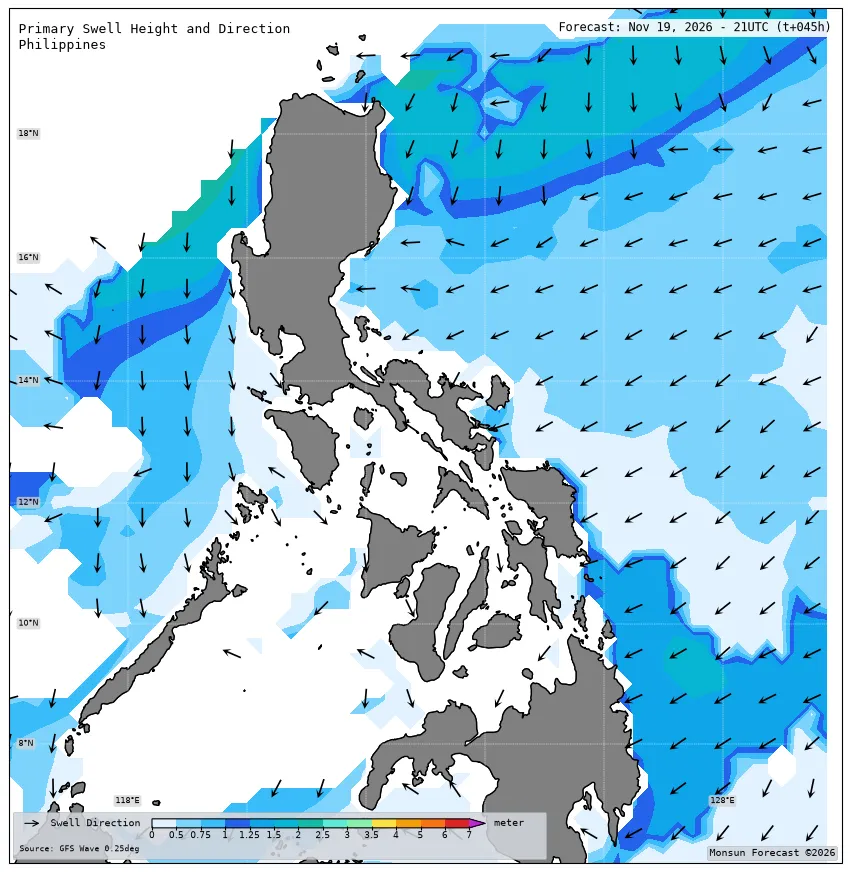 Primary Swell Height and Direction
Philippines
Forecast: Nov 19, 2026 - 21UTC (t+045h)
18°N
16°N
14°N
12°N
10°N
8°N
118°E
128°E
Swell Direction
0 0.5 0.75 1 1.25 1.5 2 2.5 3 3.5 4 5 6 7
meter
Source: GFS Wave 0.25deg
Monsun Forecast ©2026